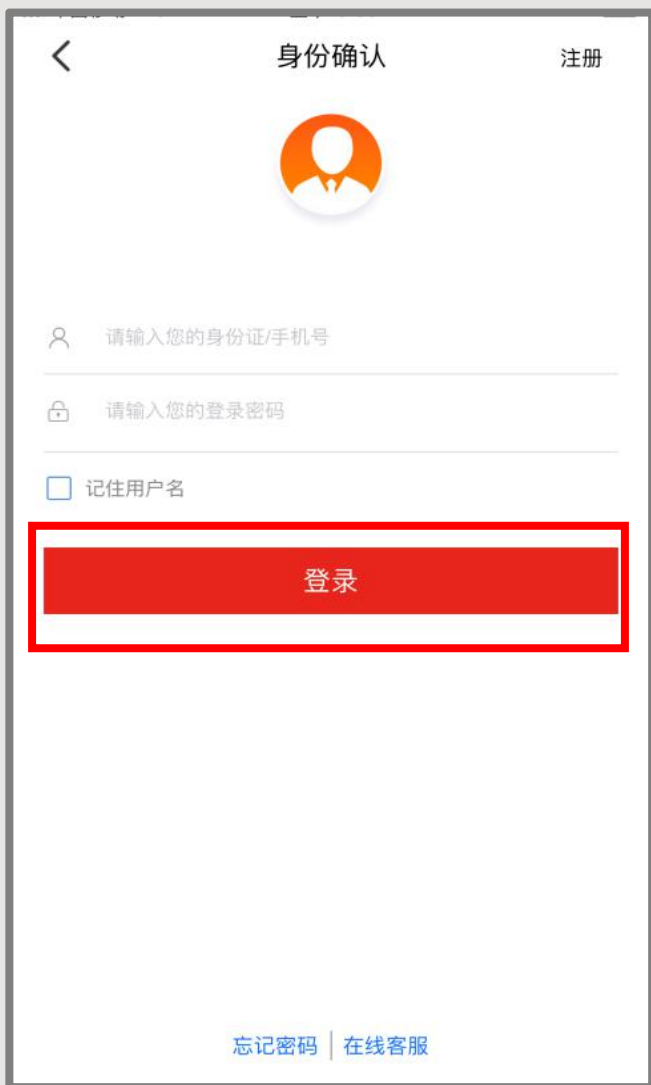 身份确认
注册
请输入您的身份证/手机号
请输入您的登录密码
记住用户名
登录
忘记密码
在线客服